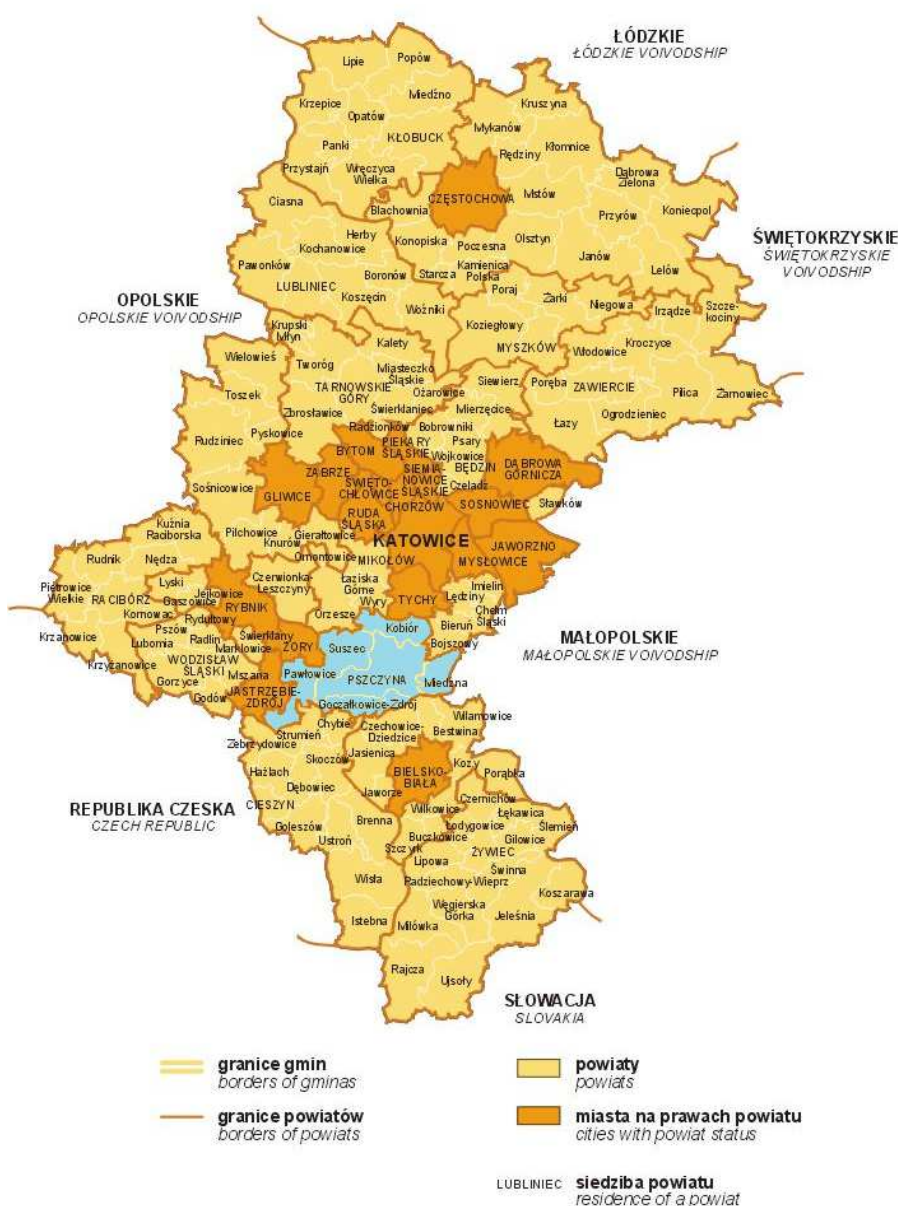 ŁÓDZKIE
ŁÓDZKIE VOIVODSHIP
Lipie
Popów
Miedźno
Krzepice
Opatów
KŁOBUCK
Panki
Przystajń
Wręczyca
Wielka
Kruszyna
Mykanów
Kłomnice
Rędziny
Dąbrowa
Zielona
CZĘSTOCHOWA
Mstów
Koniecpol
Ciasna
Blachownia
Przyrów
Herby
Konopiska
Olsztyn
Kochanowice
Poczesna
Janów
Pawonków
Kamienica
Polska
Lelów
Boronów
Starcza
LUBLINIEC
Poraj
Żarki
Koszęcin
Niegowa
Irządze
Szcze-
kociny
Woźniki
Koziegłowy
ŚWIĘTOKRZYSKIE
ŚWIĘTOKRZYSKIE
VOIVODSHIP
OPOLSKIE
OPOLSKIE VOIVODSHIP
Krupski
Młyn
Kalety
MYSZKÓW
Włodowice
Kroczyce
Wielowieś
Tworóg
Miasteczko
Śląskie
Siewierz
Poręba
ZAWIERCIE
Pilica
Żarnowiec
Toszek
TARNOWSKIE
GÓRY
Ożarowice
Mierzęcice
Zbrosławice
Świerklaniec
Ogrodzieniec
Łazy
Rudziniec
Pyskowice
Radzionków
Bobrowniki
Psary
BYTOM
PIEKARY
ŚLĄSKIE
Wojkowice
BĘDZIN
DĄBROWA
GÓRNICZA
ZABRZE
SIEMIA-
NOWICE
ŚLĄSKIE
Czeladź
Sośnicowice
GLIWICE
ŚWIĘTO-
CHŁOWICE
CHORZÓW
SOSNOWIEC
Sławków
RUDA
ŚLĄSKA
KATOWICE
Kuźnia
Raciborska
Pilchowice
Gierałtowice
Knurów
Ornontowice
MIKOŁÓW
MYSŁOWICE
JAWORZNO
Rudnik
Nędza
Lyski
Czerwionka-
Leszczyny
Łaziska
Górne
Imielin
Lędziny
Pietrowice
Wielkie
RACIBÓRZ
Gaszowice
Jejkowice
RYBNIK
Wyry
TYCHY
Chełm
Śląski
Kornowac
Rydułtowy
Orzesze
Bieruń
Krzanowice
Pszów
Świerklany
Kobiór
Bojszowy
Lubomia
Radlin
Marklowice
ŻORY
Suszec
Krzyżanowice
WODZISŁAW
ŚLĄSKI
Mszana
Pawłowice
PSZCZYNA
Miedźna
Gorzyce
Godów
JASTRZĘBIE-
ZDRÓJ
Goczałkowice-Zdrój
MAŁOPOLSKIE
MAŁOPOLSKIE VOIVODSHIP
Chybie
Wilamowice
Strumień
Czechowice-
Dziedzice
Bestwina
Zebrzydowice
Jasienica
Skoczów
Kozy
Hażlach
BIELSKO-
BIAŁA
Porąbka
Dębowiec
Jaworze
Czernichów
CIESZYN
Wilkowice
Łękawica
REPUBLIKA CZESKA
CZECH REPUBLIC
Brenna
Łodygowice
Ślemień
Goleszów
Buczkowice
Gilowice
Ustroń
Szczyrk
ŻYWIEC
Lipowa
Świnna
Wisła
Radziechowy-Wieprz
Koszarawa
Węgierska
Górka
Jeleśnia
Istebna
Milówka
Rajcza
Ujsoły
SŁOWACJA
SLOVAKIA
granice gmin
borders of gminas
powiaty
powiats
granice powiatów
borders of powiats
miasta na prawach powiatu
cities with powiat status
LUBLINIEC
siedziba powiatu
residence of a powiat